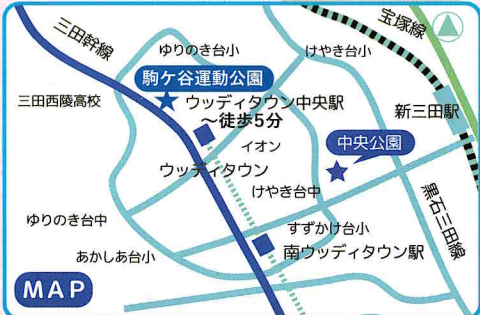 三田幹線
ゆりのき台小
けやき台小
宝塚線
駒ケ谷運動公園
三田西陵高校
ウッディタウン中央駅
～徒歩5分
新三田駅
イオン
中央公園
ウッディタウン
けやき台中
黒石三田線
ゆりのき台中
すずかけ台小
あかしあ台小
南ウッディタウン駅
MAP